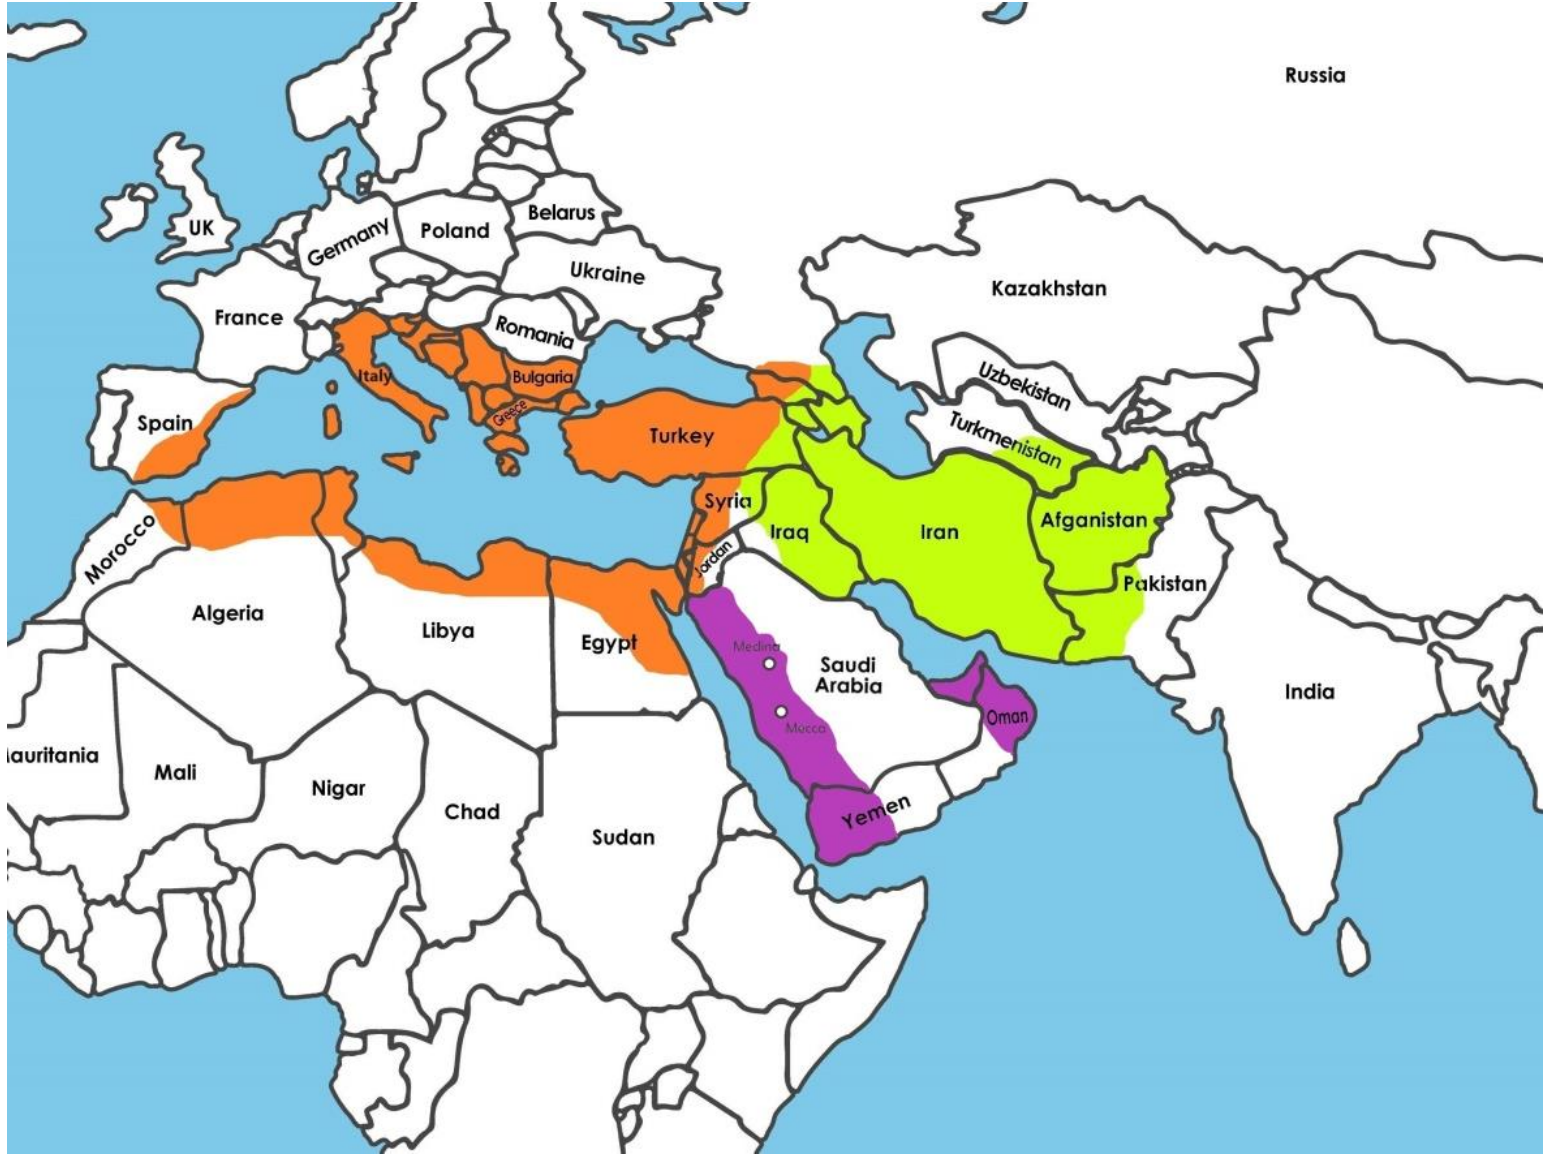 Russia
UK
Belarus
Germany
Poland
Ukraine
Kazakhstan
France
Romania
Uzbekistan
Italy
Bulgaria
Spain
Greece
Turkey
Turkmenistan
Syria
Morocco
Iraq
Iran
Afganistan
Jordan
Pakistan
Algeria
Libya
Egypt
Medina
Saudi
Arabia
India
Mecca
Oman
auritania
Mali
Nigar
Chad
Yemen
Sudan